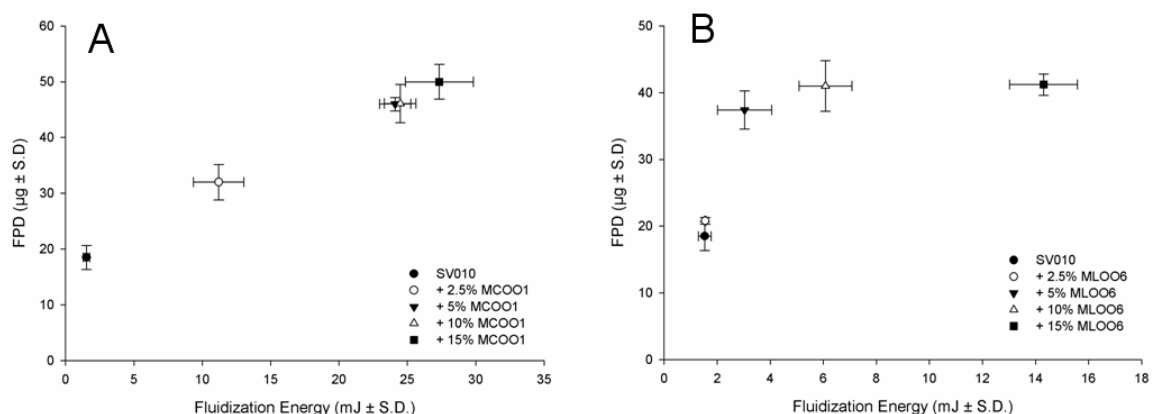 A
60
50
40
30
20
10
0
FPD (µg ± S.D)
0 5 10 15 20 25 30 35
Fluidization Energy (mJ ± S.D.)
SV010
+ 2.5% MCOO1
+ 5% MCOO1
+ 10% MCOO1
+ 15% MCOO1
B
50
40
30
20
10
0
FPD (µg ± S.D)
0 2 4 6 8 10 12 14 16 18
Fluidization Energy (mJ ± S.D.)
SV010
+ 2.5% MLOO6
+ 5% MLOO6
+ 10% MLOO6
+ 15% MLOO6